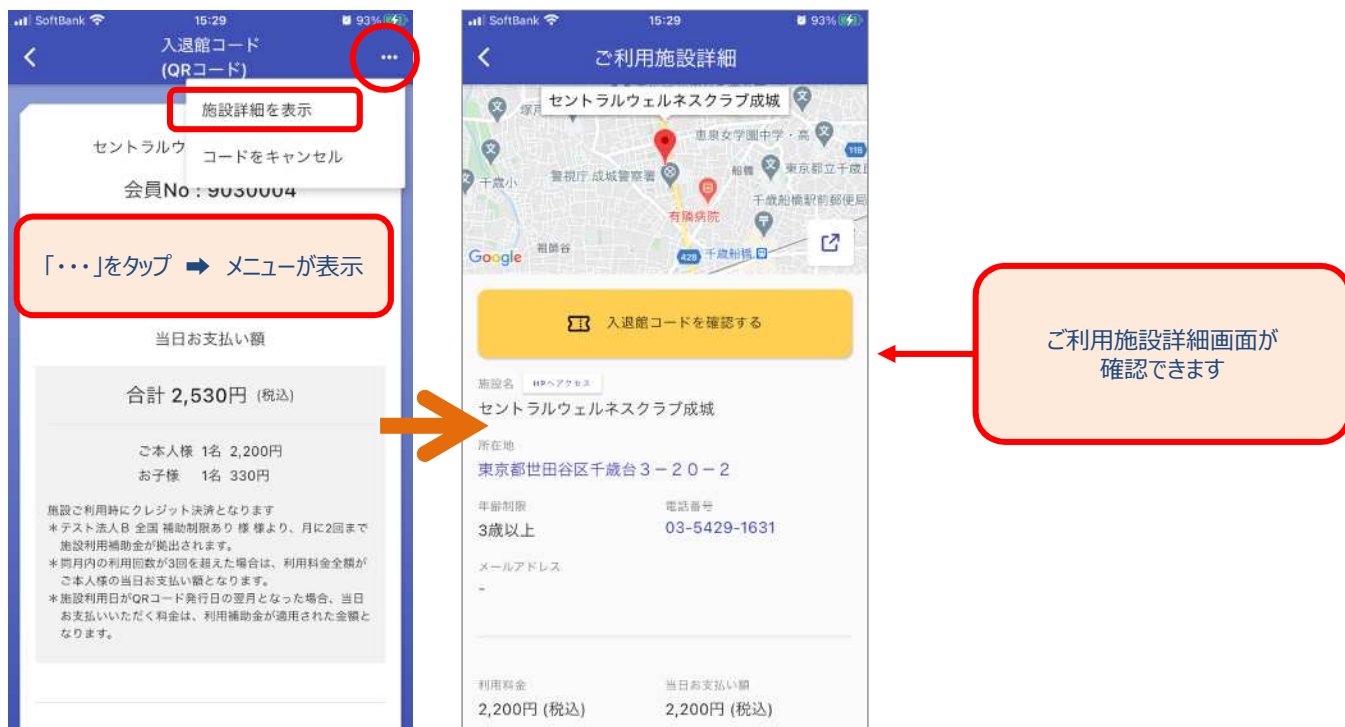 SoftBank 15:29 93%
入退館コード
(QRコード)
施設詳細を表示
コードをキャンセル
セントラルウ
会員No : 9030004
「・・・」をタップ ➡ メニューが表示
当日お支払い額
合計 2,530円 (税込)
ご本人様 1名 2,200円
お子様 1名 330円
施設ご利用時にクレジット決済となります
＊テスト法人B 全国 補助制限あり 様 様より、月に2回まで
施設利用補助金が拠出されます。
＊同月内の利用回数が3回を超えた場合は、利用料金全額が
ご本人様の当日お支払い額となります。
＊施設利用日がQRコード発行日の翌月となった場合、当日
お支払いいただく料金は、利用補助金が適用された金額と
なります。
SoftBank 15:29 93%
ご利用施設詳細
セントラルウェルネスクラブ成城
恵泉女学園中学・高
118
船橋
東京都立千歳丘
千歳小
警視庁 成城警察署
千歳船橋駅前郵便局
有隣病院
祖師谷
Google
428
千歳船橋
入退館コードを確認する
施設名 HPへアクセス
セントラルウェルネスクラブ成城
所在地
東京都世田谷区千歳台３－２０－２
年齢制限 電話番号
3歳以上 03-5429-1631
メールアドレス
-
利用料金 当日お支払い額
2,200円 (税込) 2,200円 (税込)
ご利用施設詳細画面が
確認できます